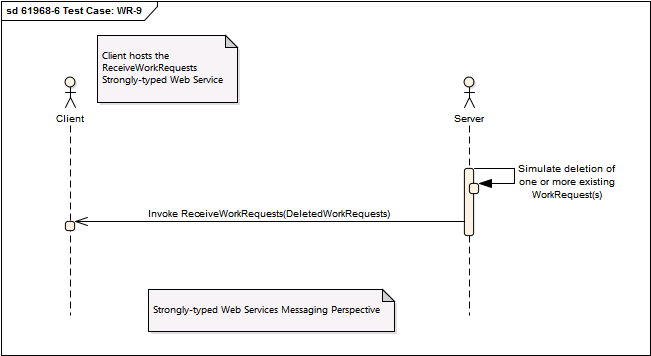 sd 61968-6 Test Case: WR-9
Client hosts the
ReceiveWorkRequests
Strongly-typed Web Service
Client
Server
Simulate deletion of
one or more existing
WorkRequest(s)
Invoke ReceiveWorkRequests(DeletedWorkRequests)
Strongly-typed Web Services Messaging Perspective